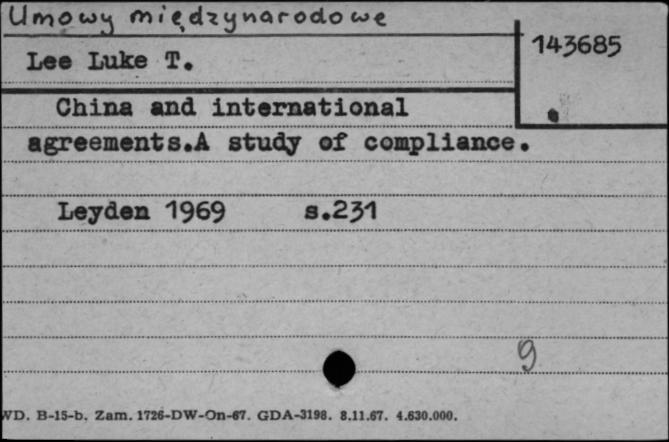 Umowy międzynarodowe
143685
Lee Luke T.
China and international
agreements.A study of compliance.
Leyden 1969 s.231
9
WD. B-15-b. Zam. 1726-DW-On-67. GDA-3198. 8.11.67. 4.630.000.